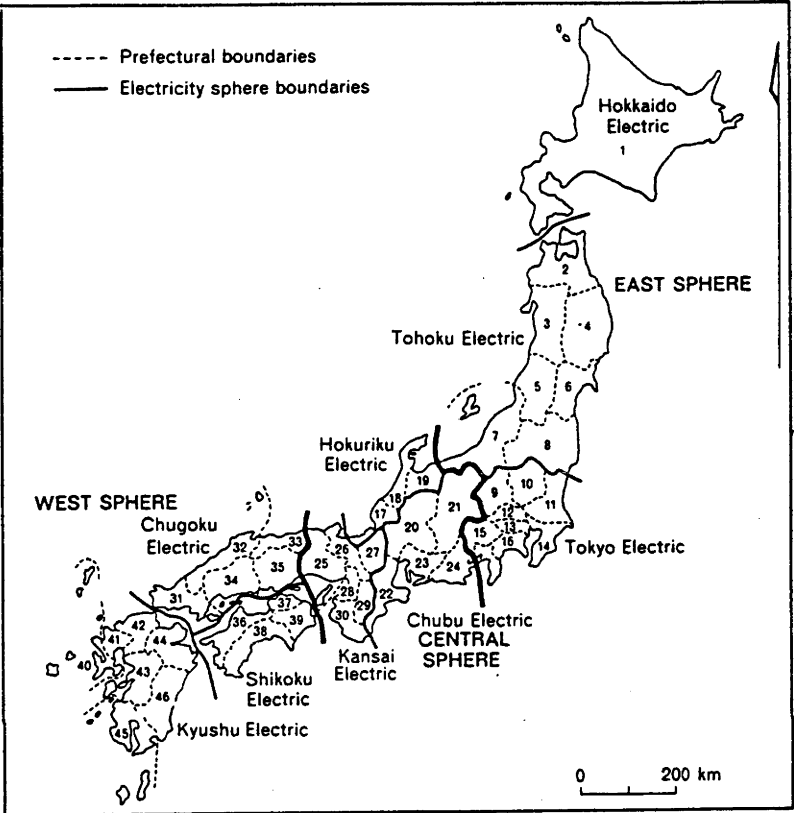 Prefectural boundaries
Electricity sphere boundaries
Hokkaido
Electric
1
2
EAST SPHERE
3
4
Tohoku Electric
5
6
7
8
Hokuriku
Electric
19
18
17
9
10
11
12
13
14
15
16
Tokyo Electric
20
21
22
23
24
Chubu Electric
CENTRAL
SPHERE
WEST SPHERE
Chugoku
Electric
32
33
26
27
25
28
29
30
Kansai
Electric
31
34
35
36
37
38
39
Shikoku
Electric
42
41
44
40
43
46
45
Kyushu Electric
0 200 km